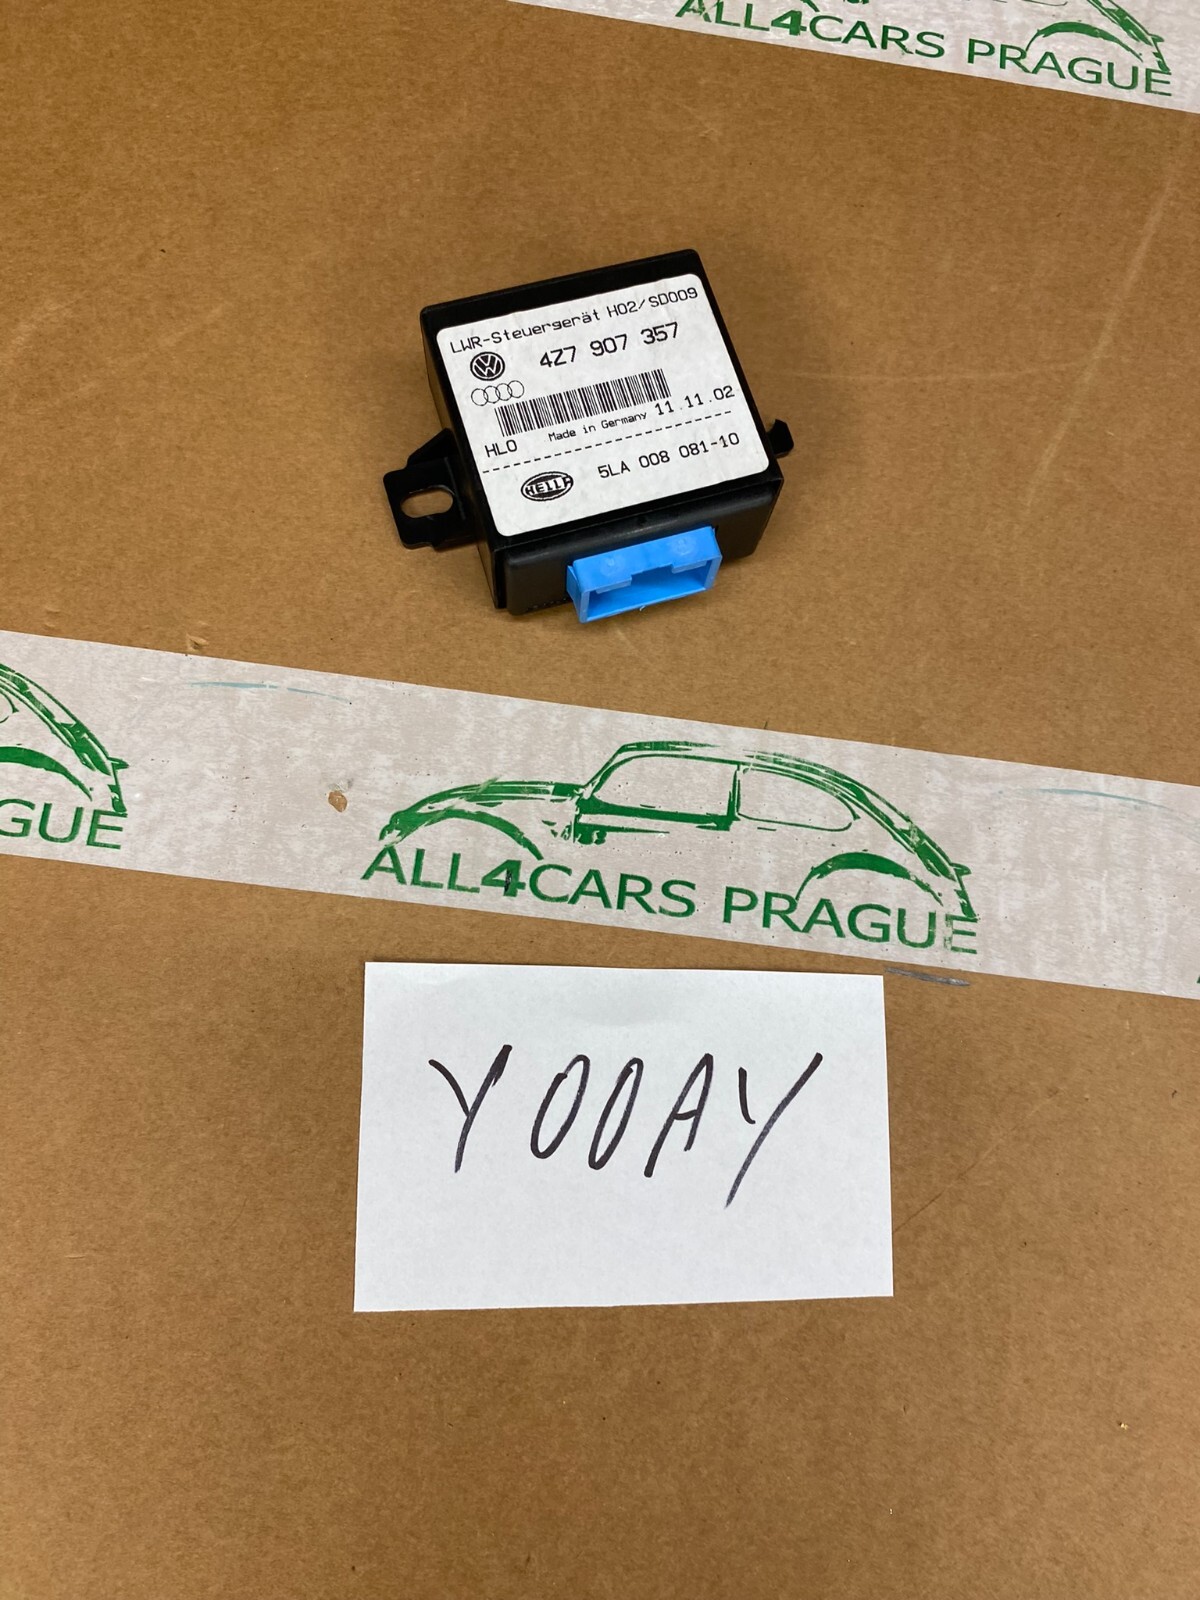 ALL4CARS PRAGUE
LWR-Steuergerät H02/SD009
4Z7 907 357
HLO Made in Germany 11.11.02
HELLA 5LA 008 081-10
GUE
ALL4CARS PRAGUE
YOOAY